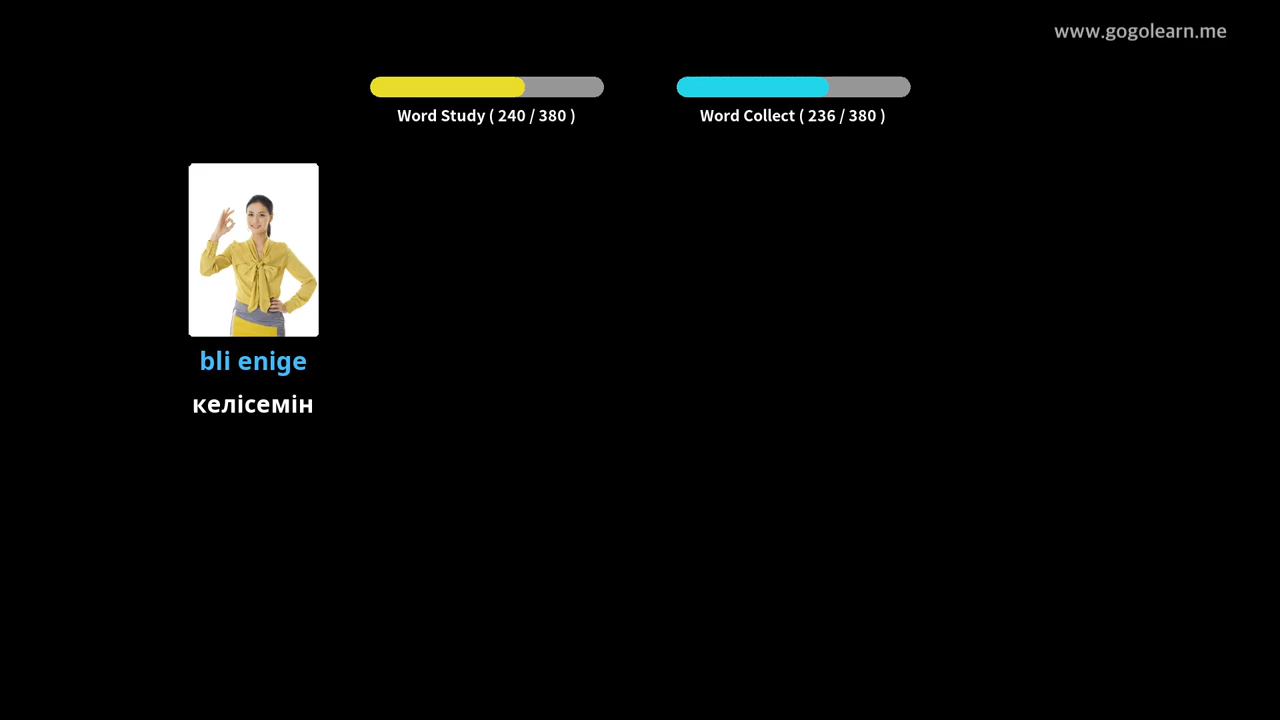 www.gogolearn.me
Word Study ( 240 / 380 )
Word Collect ( 236 / 380 )
bli enige
келісемін